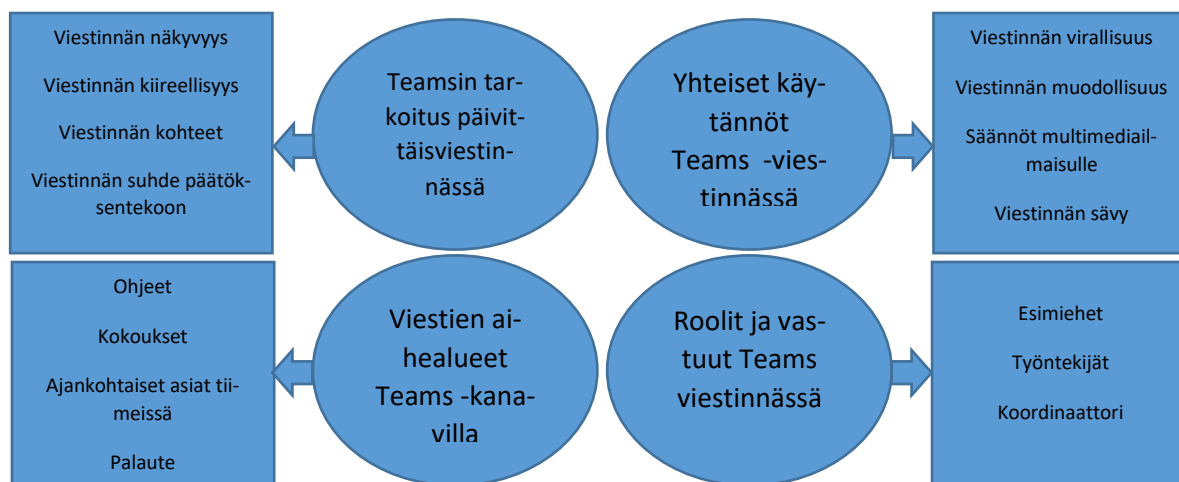 Viestinnän näkyvyys
Viestinnän kiireellisyys
Viestinnän kohteet
Viestinnän suhde päätök-
sentekoon
Teamsin tar-
koitus päivit-
täisviestin-
nässä
Yhteiset käy-
tännöt
Teams -vies-
tinnässä
Viestinnän virallisuus
Viestinnän muodollisuus
Säännöt multimediail-
maisulle
Viestinnän sävy
Ohjeet
Kokoukset
Ajankohtaiset asiat tii-
meissä
Palaute
Viestien ai-
healueet
Teams -kana-
villa
Roolit ja vas-
tuut Teams
viestinnässä
Esimiehet
Työntekijät
Koordinaattori